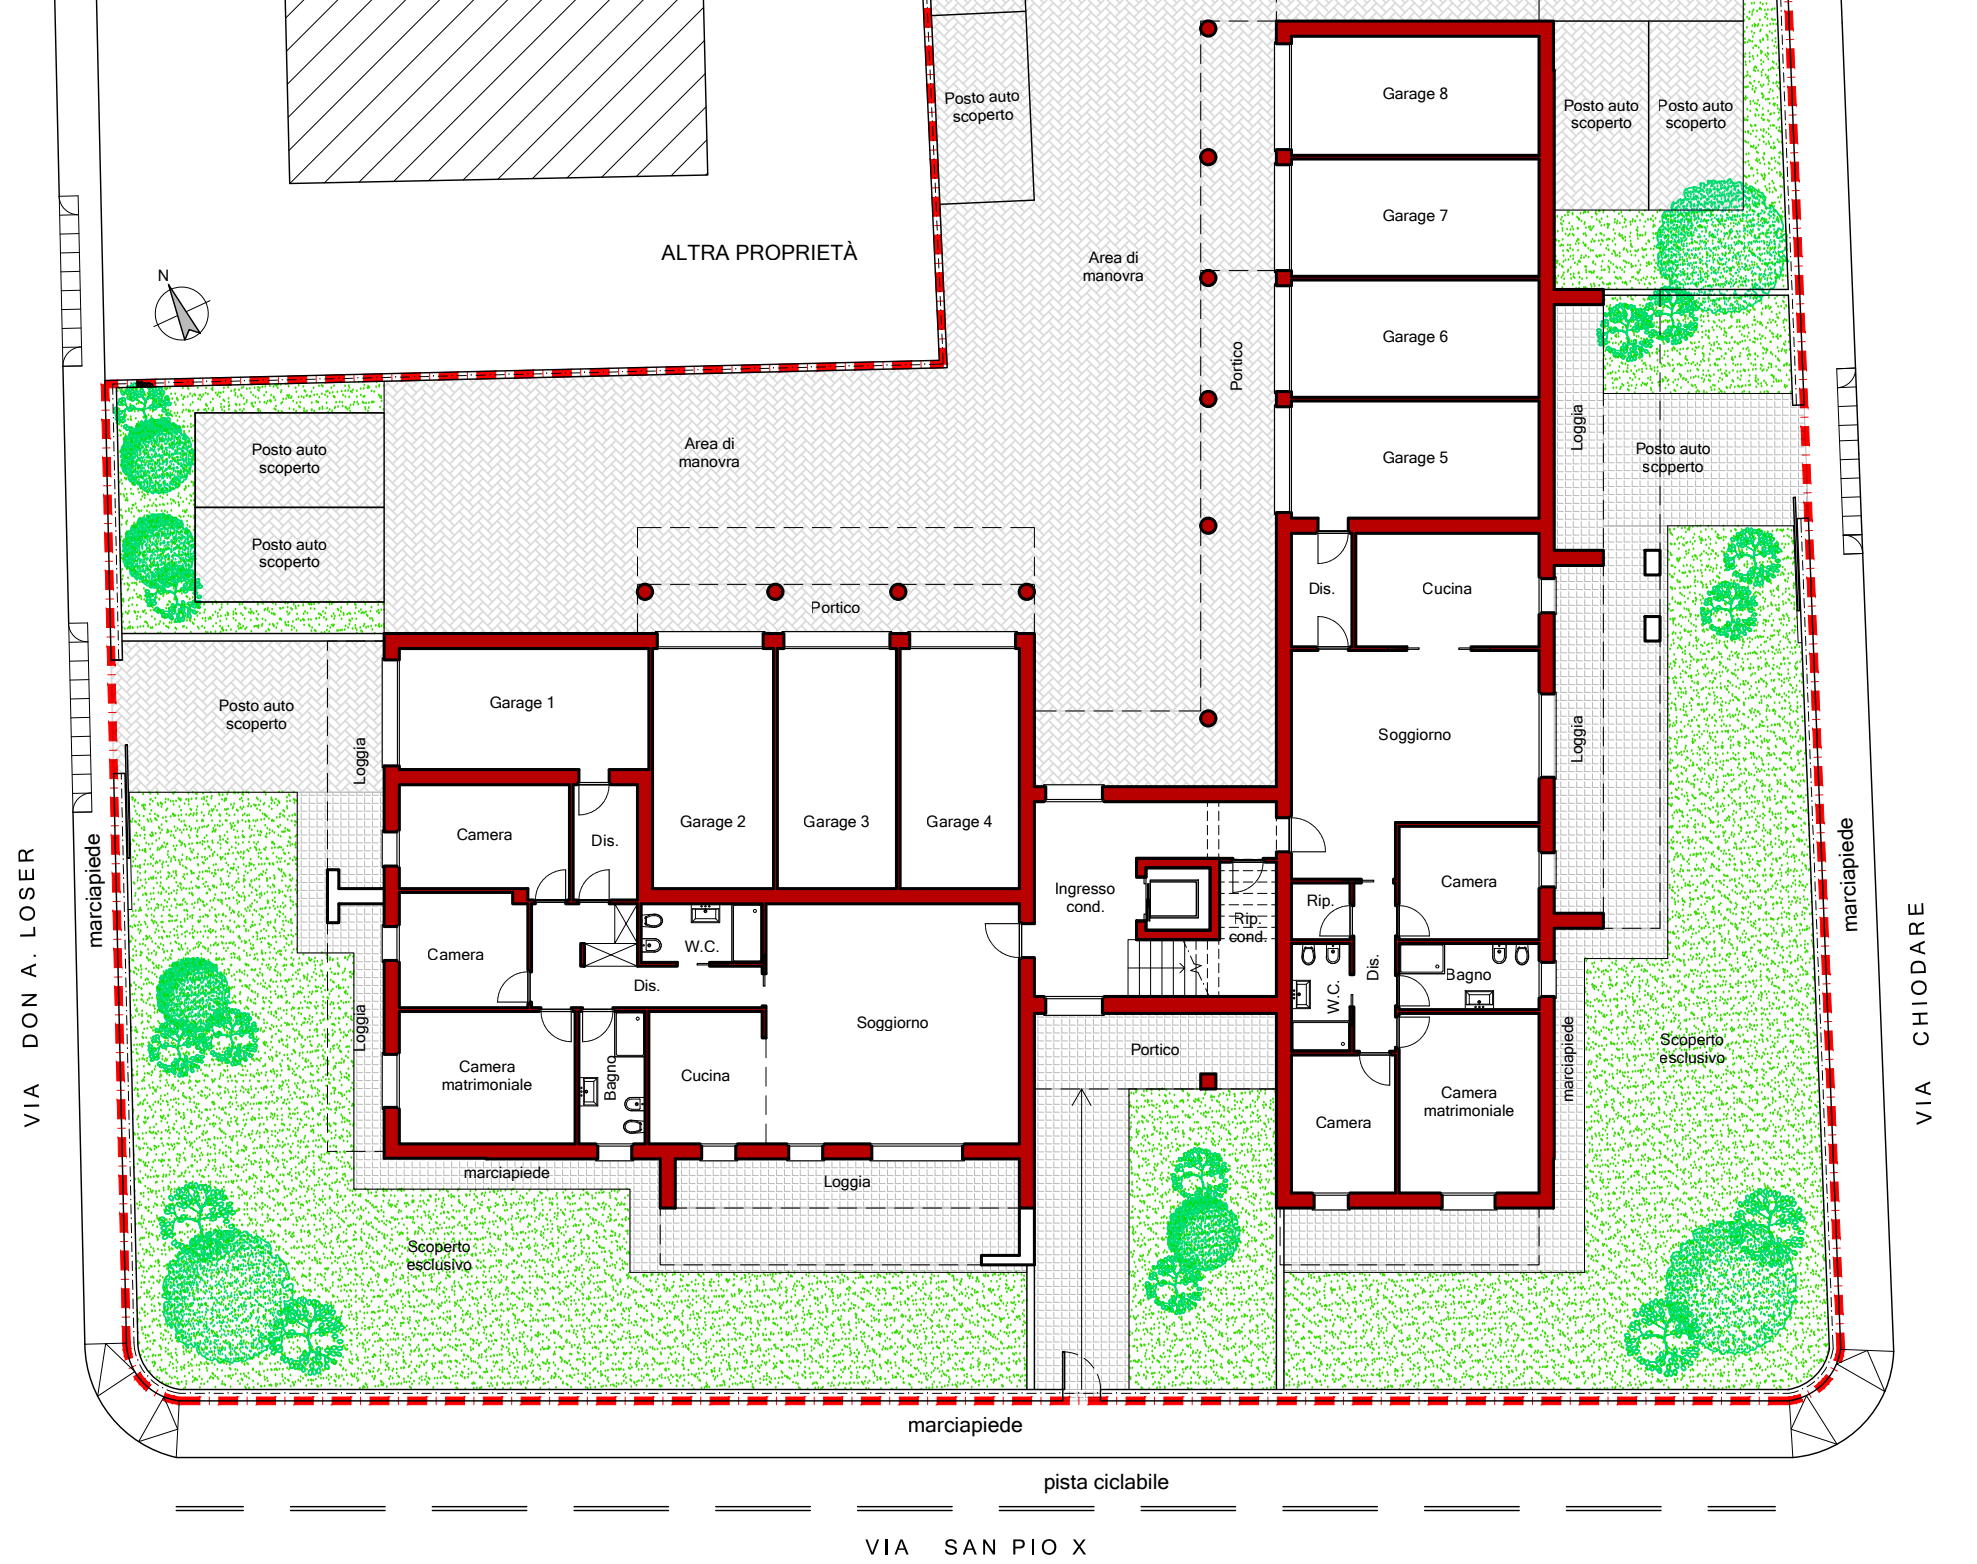 Garage 8
Posto auto
scoperto
Posto auto
scoperto
Posto auto
scoperto
Garage 7
ALTRA PROPRIETÀ
Area di
manovra
N
Garage 6
Portico
Loggia
Area di
manovra
Posto auto
scoperto
Garage 5
Posto auto
scoperto
Posto auto
scoperto
Dis.
Cucina
Portico
Garage 1
Posto auto
scoperto
Loggia
Soggiorno
Loggia
Garage 2
Garage 3
Garage 4
Camera
Dis.
marciapiede
marciapiede
Ingresso
cond.
Camera
Rip.
Rip.
cond.
Camera
W.C.
Dis.
Dis.
Bagno
W.C.
Loggia
Soggiorno
Camera
matrimoniale
Bagno
Cucina
Portico
marciapiede
Scoperto
esclusivo
Camera
matrimoniale
Camera
marciapiede
Loggia
Scoperto
esclusivo
VIA DON A. LOSER
VIA CHIODARE
marciapiede
pista ciclabile
VIA SAN PIO X